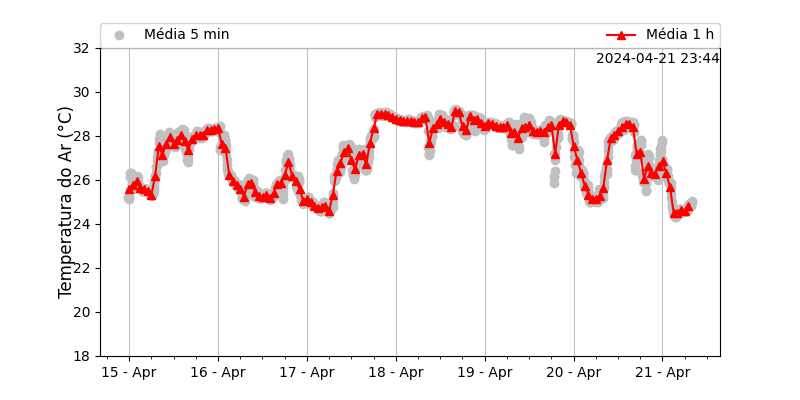 Média 5 min
Média 1 h
2024-04-21 23:44
Temperatura do Ar (°C)
32
30
28
26
24
22
20
18
15 - Apr
16 - Apr
17 - Apr
18 - Apr
19 - Apr
20 - Apr
21 - Apr